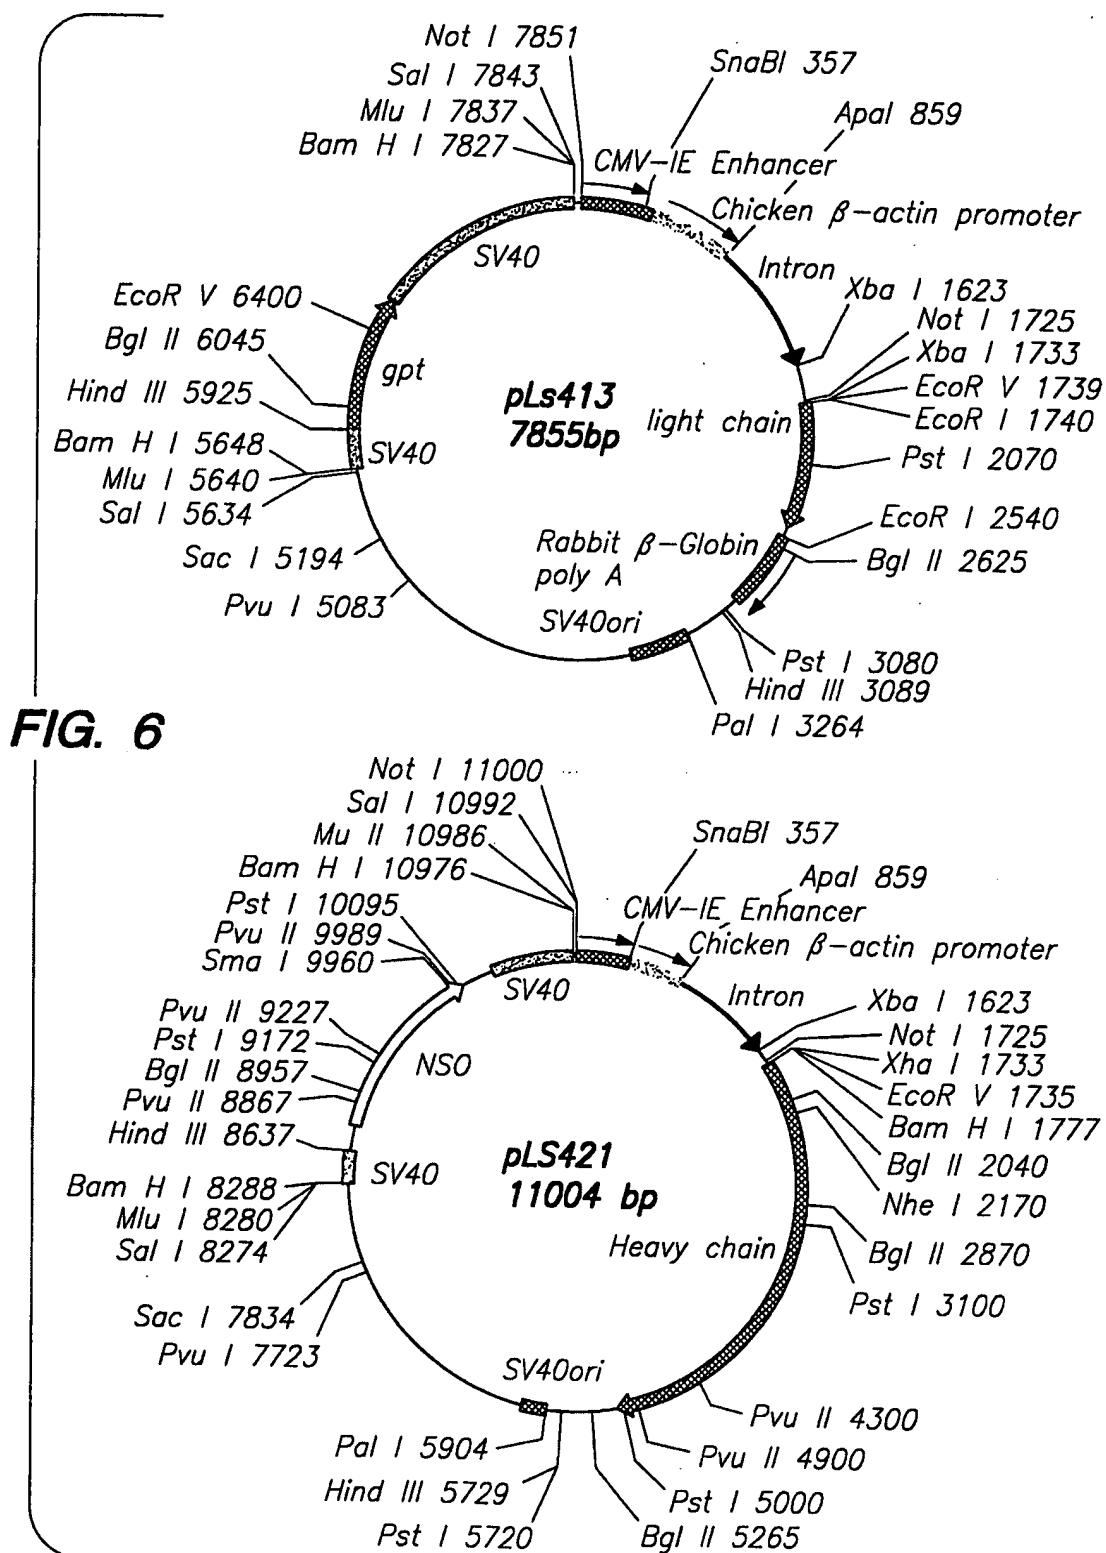 Not I 7851
Sal I 7843
Mlu I 7837
Bam H I 7827
SnaBI 357
ApaI 859
CMV-IE Enhancer
Chicken β-actin promoter
SV40
Intron
EcoR V 6400
Bgl II 6045
Hind III 5925
Bam H I 5648
Mlu I 5640
Sal I 5634
Sac I 5194
Pvu I 5083
gpt
SV40
pLs413
7855bp
light chain
Xba I 1623
Not I 1725
Xba I 1733
EcoR V 1739
EcoR I 1740
Pst I 2070
EcoR I 2540
Bgl II 2625
Rabbit β-Globin
poly A
SV40ori
Pst I 3080
Hind III 3089
Pal I 3264
FIG. 6
Not I 11000
Sal I 10992
Mu II 10986
Bam H I 10976
Pst I 10095
Pvu II 9989
Sma I 9960
Pvu II 9227
Pst I 9172
Bgl II 8957
Pvu II 8867
Hind III 8637
Bam H I 8288
Mlu I 8280
Sal I 8274
Sac I 7834
Pvu I 7723
SnaBI 357
ApaI 859
CMV-IE Enhancer
Chicken β-actin promoter
SV40
Intron
NSO
SV40
pLS421
11004 bp
Heavy chain
Xba I 1623
Not I 1725
Xha I 1733
EcoR V 1735
Bam H I 1777
Bgl II 2040
Nhe I 2170
Bgl II 2870
Pst I 3100
SV40ori
Pvu II 4300
Pvu II 4900
Pst I 5000
Bgl II 5265
Pal I 5904
Hind III 5729
Pst I 5720